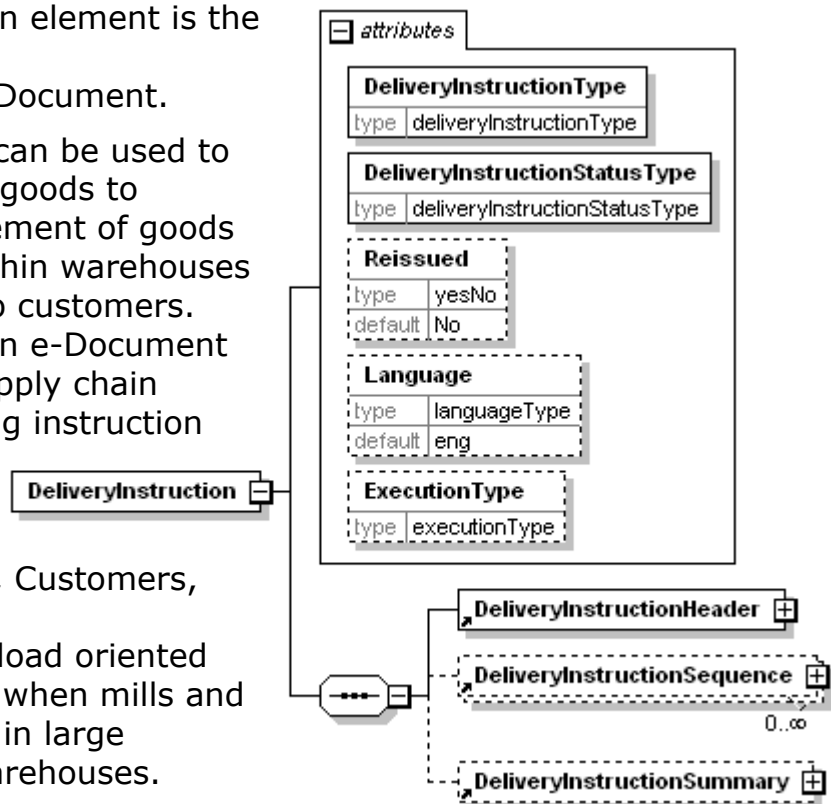 n element is the
Document.
can be used to
goods to
ement of goods
hin warehouses
o customers.
n e-Document
pply chain
g instruction
Customers,
load oriented
when mills and
in large
arehouses.
attributes
DeliveryInstructionType
type deliveryInstructionType
DeliveryInstructionStatusType
type deliveryInstructionStatusType
Reissued
type yesNo
default No
Language
type languageType
default eng
ExecutionType
type executionType
DeliveryInstruction
DeliveryInstructionHeader
DeliveryInstructionSequence
0..∞
DeliveryInstructionSummary